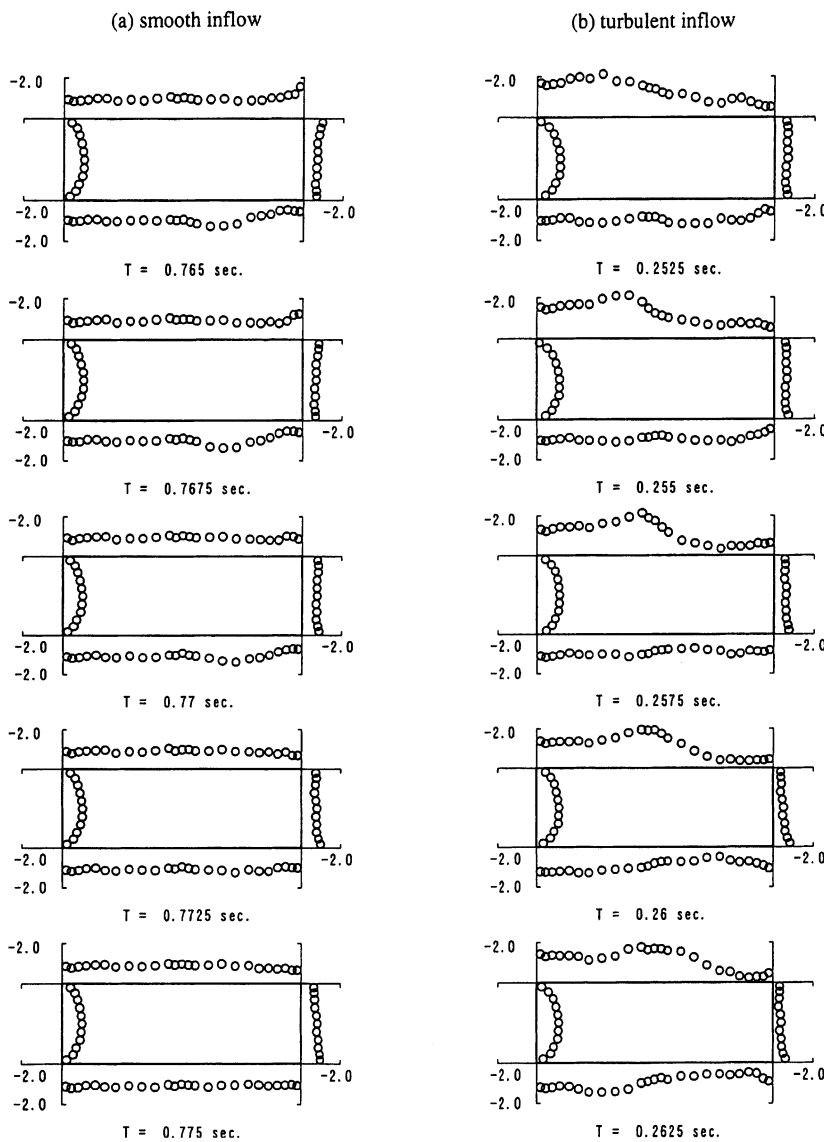 (a) smooth inflow
(b) turbulent inflow
-2.0
-2.0
-2.0 -2.0
-2.0 -2.0
-2.0
-2.0
T = 0.765 sec.
T = 0.2525 sec.
-2.0
-2.0
-2.0 -2.0
-2.0 -2.0
-2.0
-2.0
T = 0.7675 sec.
T = 0.255 sec.
-2.0
-2.0
-2.0 -2.0
-2.0 -2.0
-2.0
-2.0
T = 0.77 sec.
T = 0.2575 sec.
-2.0
-2.0
-2.0 -2.0
-2.0 -2.0
-2.0
-2.0
T = 0.7725 sec.
T = 0.26 sec.
-2.0
-2.0
-2.0 -2.0
-2.0 -2.0
-2.0
-2.0
T = 0.775 sec.
T = 0.2625 sec.